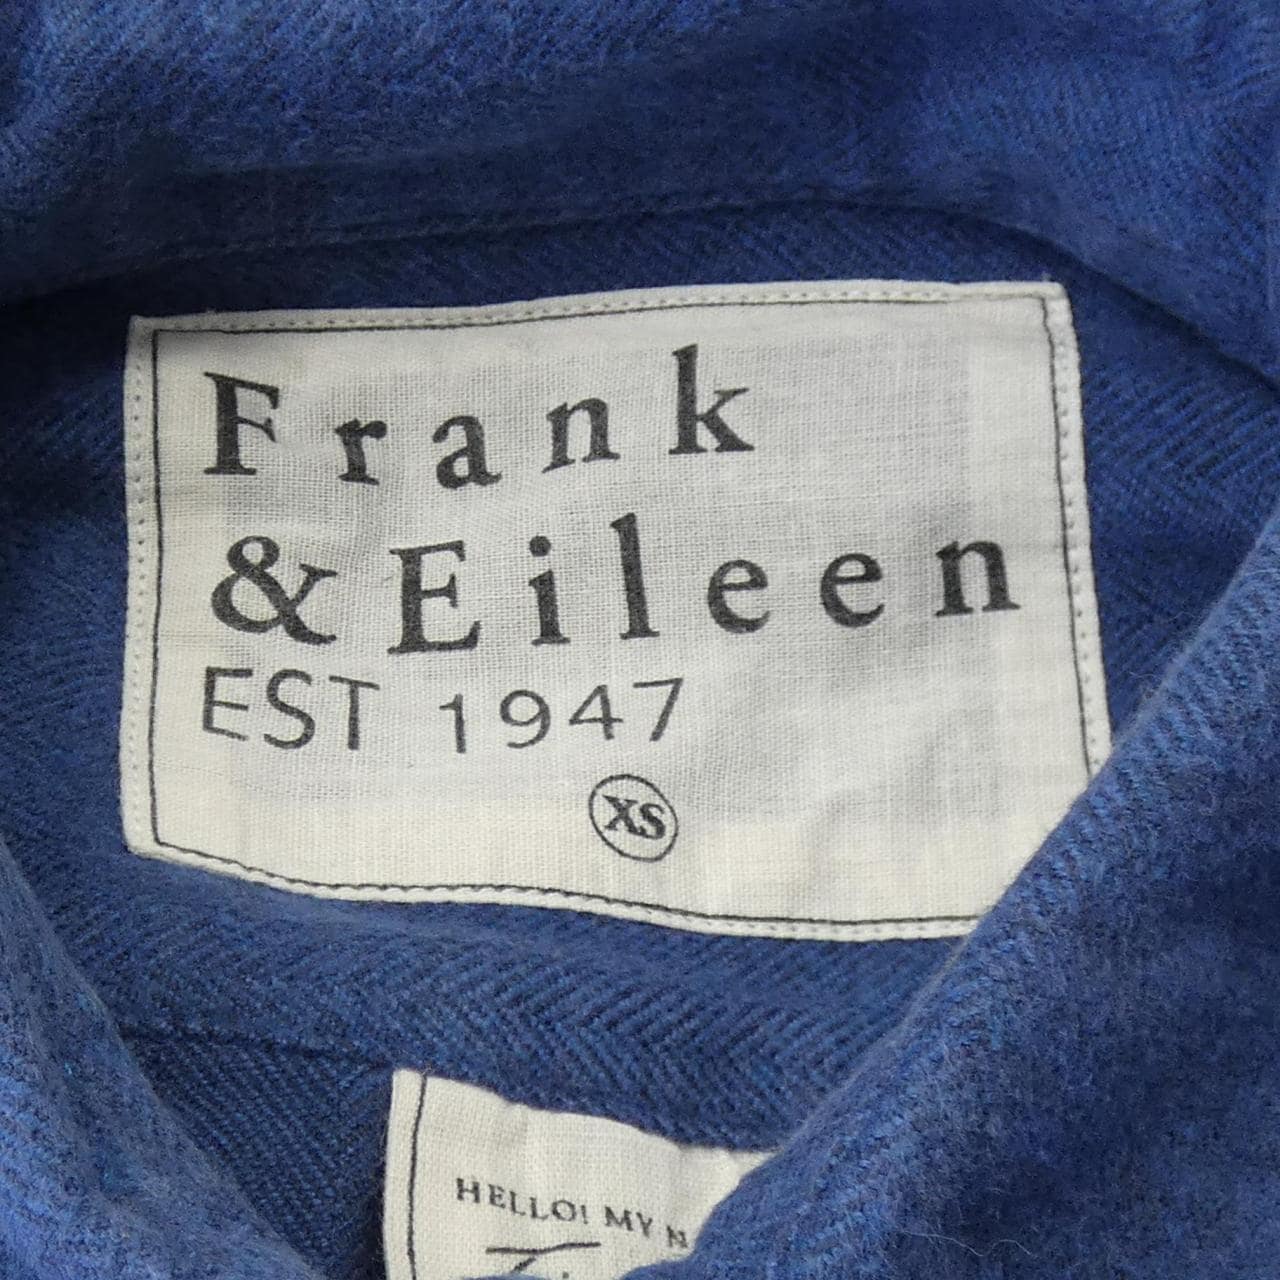 Frank
& Eileen
EST 1947
XS
HELLO! MY